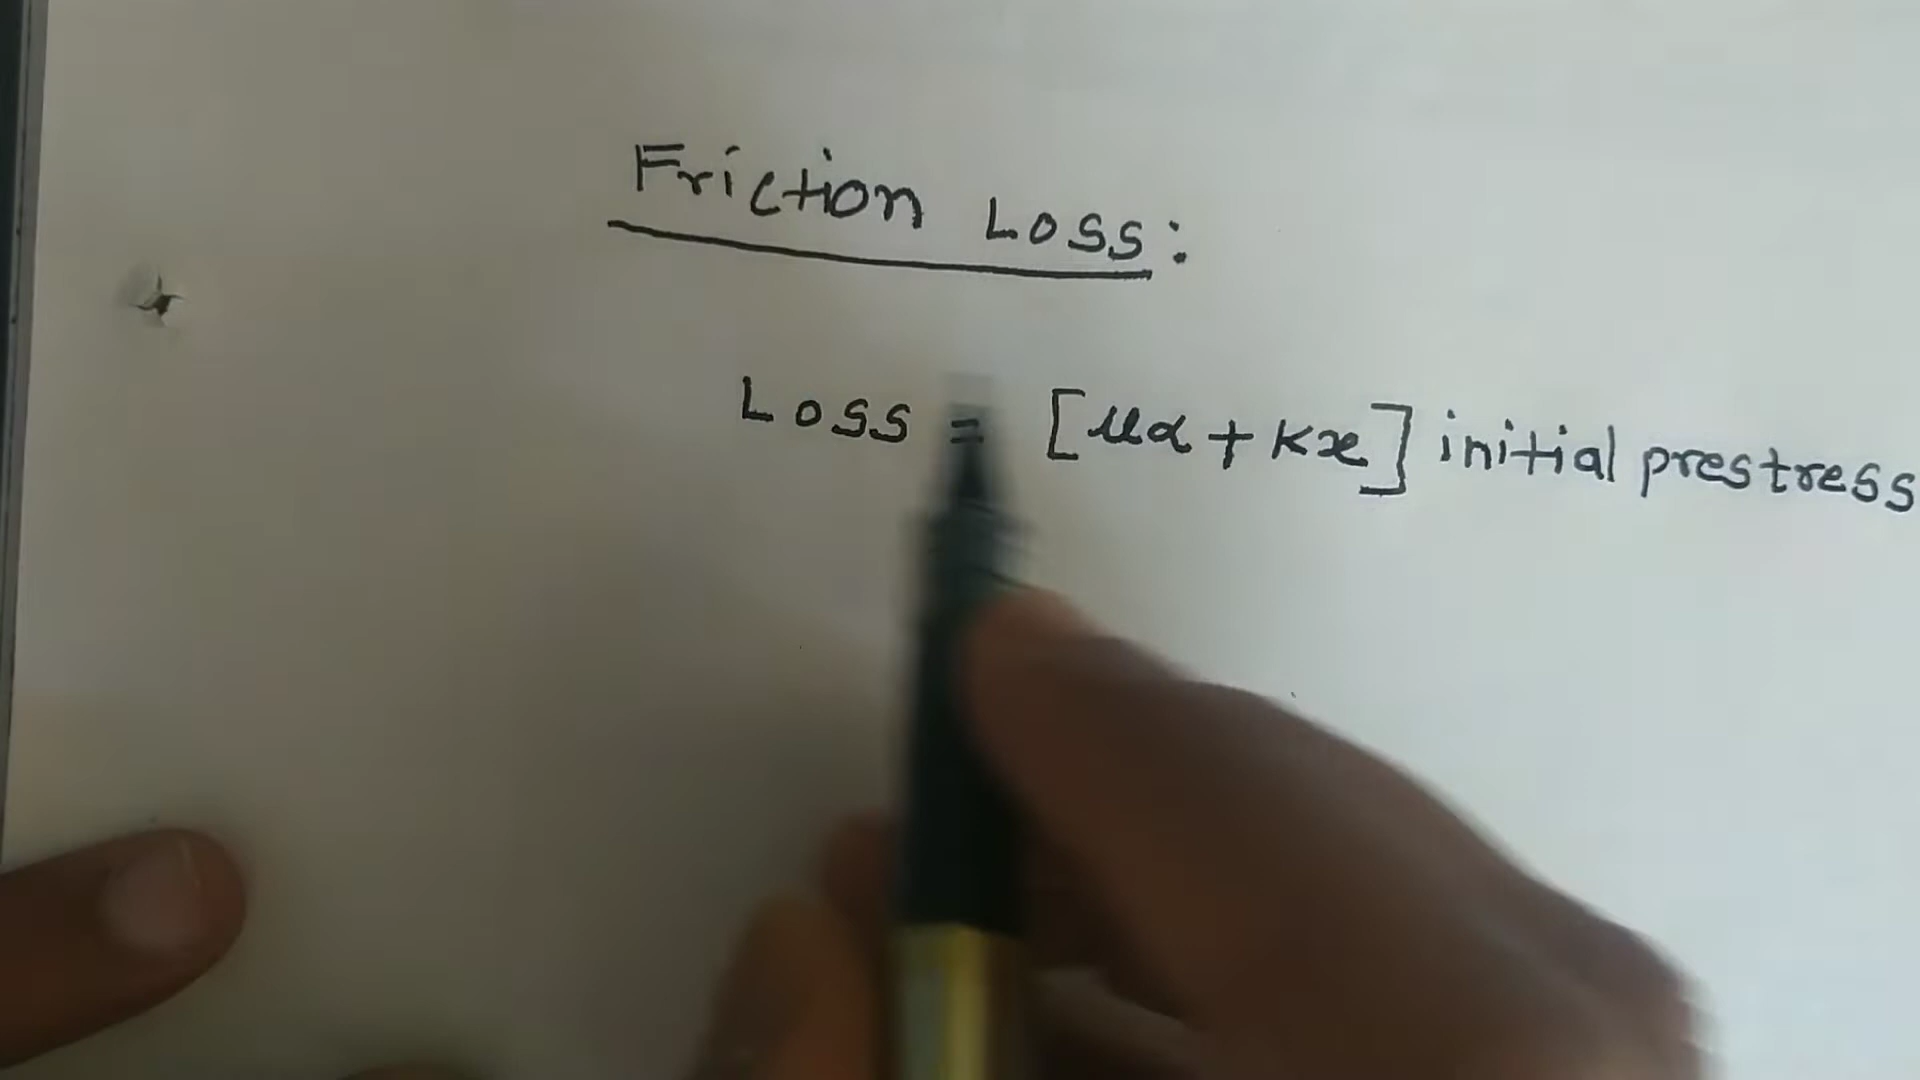 Friction Loss:
Loss = [μα + Kx] initial prestress